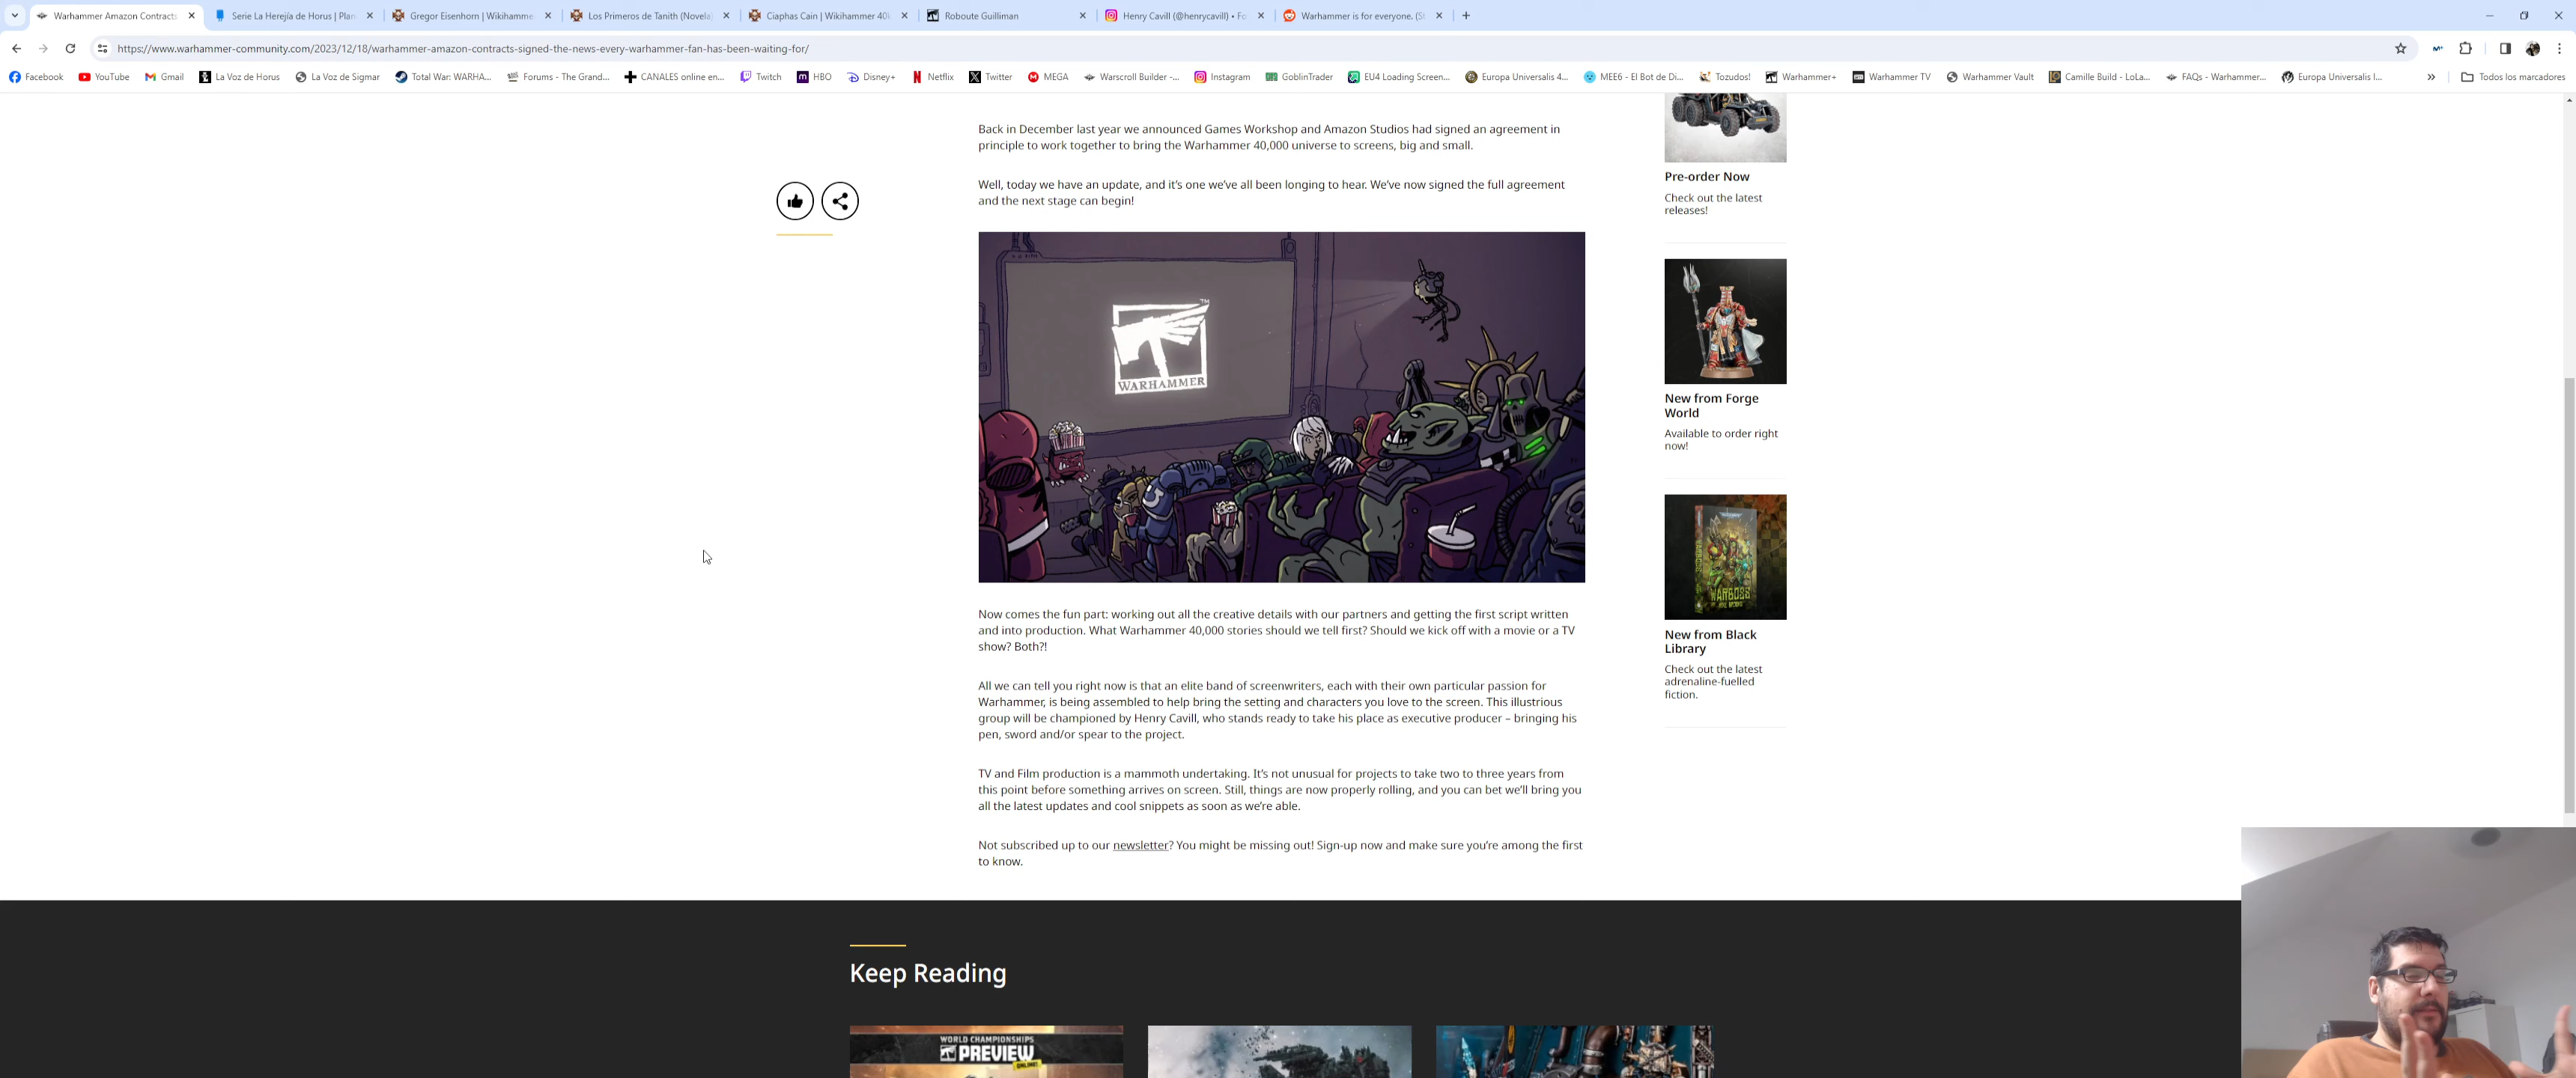 Warhammer Amazon Contracts
Serie La Herejía de Horus | Plan
Gregor Eisenhorn | Wikihamme
Los Primeros de Tanith (Novela
Ciaphas Cain | Wikihammer 40k
Roboute Guilliman
Henry Cavill (@henrycavill) • Fo
Warhammer is for everyone. (St
https://www.warhammer-community.com/2023/12/18/warhammer-amazon-contracts-signed-the-news-every-warhammer-fan-has-been-waiting-for/
Facebook
YouTube
Gmail
La Voz de Horus
La Voz de Sigmar
Total War: WARHA...
Forums - The Grand...
CANALES online en...
Twitch
HBO
Disney+
Netflix
Twitter
MEGA
Warscroll Builder -...
Instagram
GoblinTrader
EU4 Loading Screen...
Europa Universalis 4...
MEE6 - El Bot de Di...
Tozudos!
Warhammer+
Warhammer TV
Warhammer Vault
Camille Build - LoLa...
FAQs - Warhammer...
Europa Universalis I...
Todos los marcadores
Back in December last year we announced Games Workshop and Amazon Studios had signed an agreement in
principle to work together to bring the Warhammer 40,000 universe to screens, big and small.
Well, today we have an update, and it's one we've all been longing to hear. We've now signed the full agreement
and the next stage can begin!
WARHAMMER
TM
Now comes the fun part: working out all the creative details with our partners and getting the first script written
and into production. What Warhammer 40,000 stories should we tell first? Should we kick off with a movie or a TV
show? Both?!
All we can tell you right now is that an elite band of screenwriters, each with their own particular passion for
Warhammer, is being assembled to help bring the setting and characters you love to the screen. This illustrious
group will be championed by Henry Cavill, who stands ready to take his place as executive producer – bringing his
pen, sword and/or spear to the project.
TV and Film production is a mammoth undertaking. It's not unusual for projects to take two to three years from
this point before something arrives on screen. Still, things are now properly rolling, and you can bet we'll bring you
all the latest updates and cool snippets as soon as we're able.
Not subscribed up to our newsletter? You might be missing out! Sign-up now and make sure you're among the first
to know.
Pre-order Now
Check out the latest
releases!
New from Forge
World
Available to order right
now!
WARBOSS
New from Black
Library
Check out the latest
adrenaline-fuelled
fiction.
Keep Reading
WORLD CHAMPIONSHIPS
PREVIEW
ONLINE